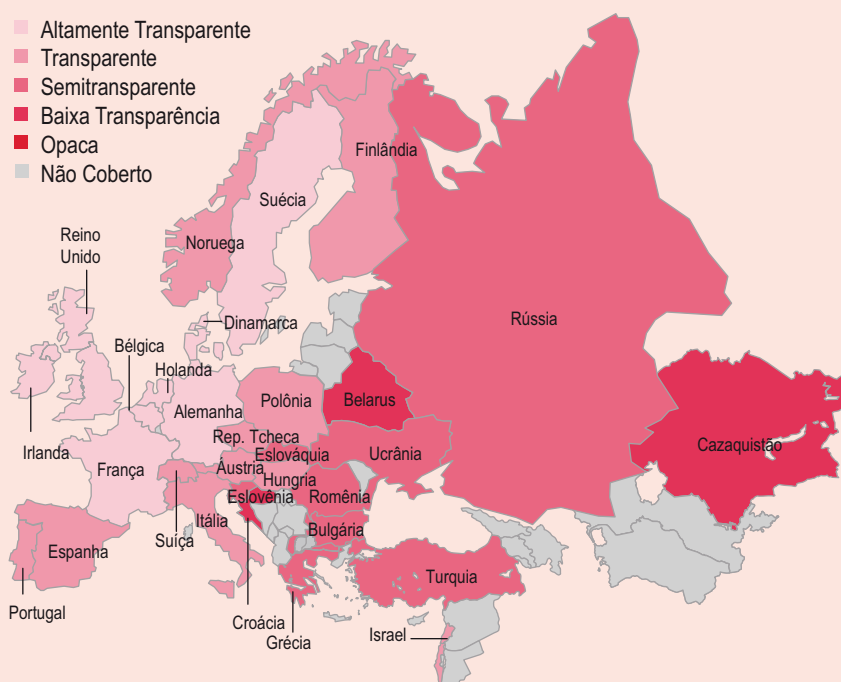 Altamente Transparente
Transparente
Semitransparente
Baixa Transparência
Opaca
Não Coberto
Finlândia
Suécia
Reino
Unido
Noruega
Rússia
Dinamarca
Bélgica
Holanda
Polônia
Belarus
Alemanha
Rep. Tcheca
Cazaquistão
Irlanda
Eslováquia
Ucrânia
França
Áustria
Hungria
Eslovênia
Romênia
Itália
Bulgária
Suíça
Espanha
Turquia
Portugal
Croácia
Grécia
Israel